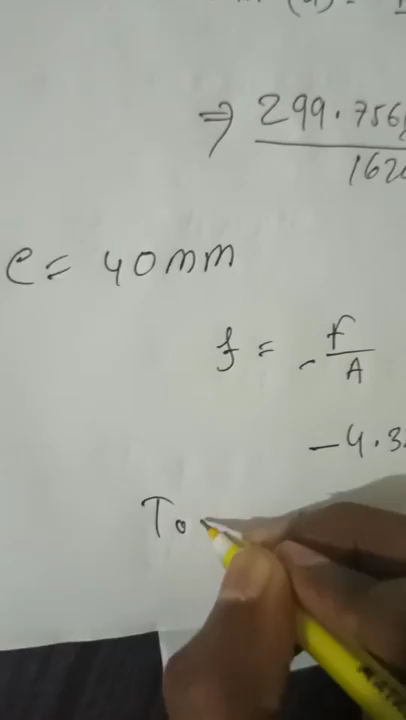 ⇒ 299.756
162
e = 40mm
f = - F/A
-4.3
To